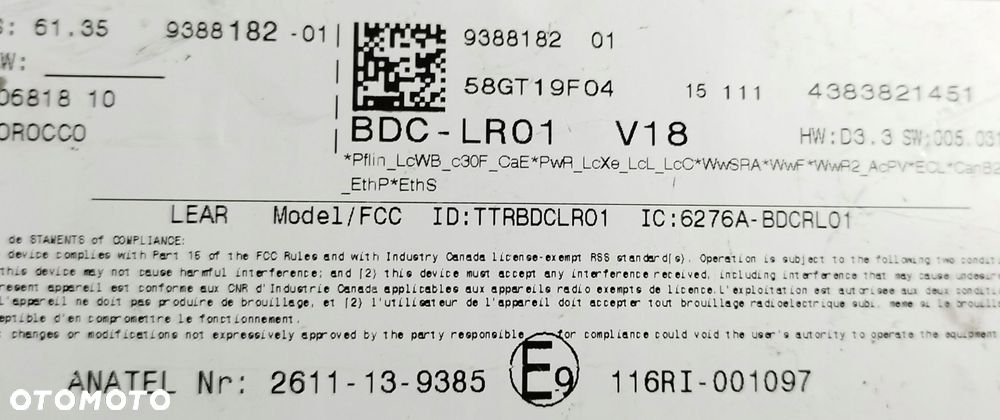 S: 61.35 9388182 -01 9388182 01
W:
58GT19F04 15 111 4383821451
06818 10
OROCCO BDC-LR01 V18 HW:D3.3 SW:005.031
*Pflin_LcWB_c30F_CaE*PwR_LcXe_LcL_LcC*WwSRA*WwF*WwR2_AcPV*ECL*CanB2
_EthP*EthS
LEAR Model/FCC ID:TTRBDCLR01 IC:6276A-BDCRL01
de STAMENTS of COMPLIANCE:
device complies with Part 15 of the FCC Rules and with Industry Canada license-exempt RSS standard(s). Operation is subject to the following two conditi
this device may not cause harmful interference; and (2) this device must accept any interference received, including interference that may cause undesir
resent appareil est conforme aux CNR d'Industrie Canada applicables aux appareils radio exempts de licence.L'exploitation est autorisee aux deux conditi
l'appareil ne doit pas produire de brouillage, et (2) l'utilisateur de l'appareil doit accepter tout brouillage radioelectrique subi, meme si le brouill
eptible d'en compromettre le fonctionnement.
: changes or modifications not expressively approved by the party responsible for compliance could void the user's autority to operate the equipment
ANATEL Nr: 2611-13-9385 E9 116RI-001097
OTOMOTO